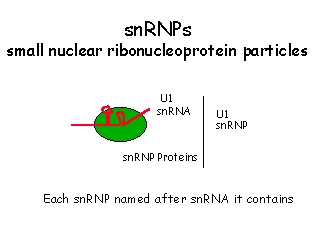 snRNPs
small nuclear ribonucleoprotein particles
U1
snRNA
U1
snRNP
snRNP Proteins
Each snRNP named after snRNA it contains